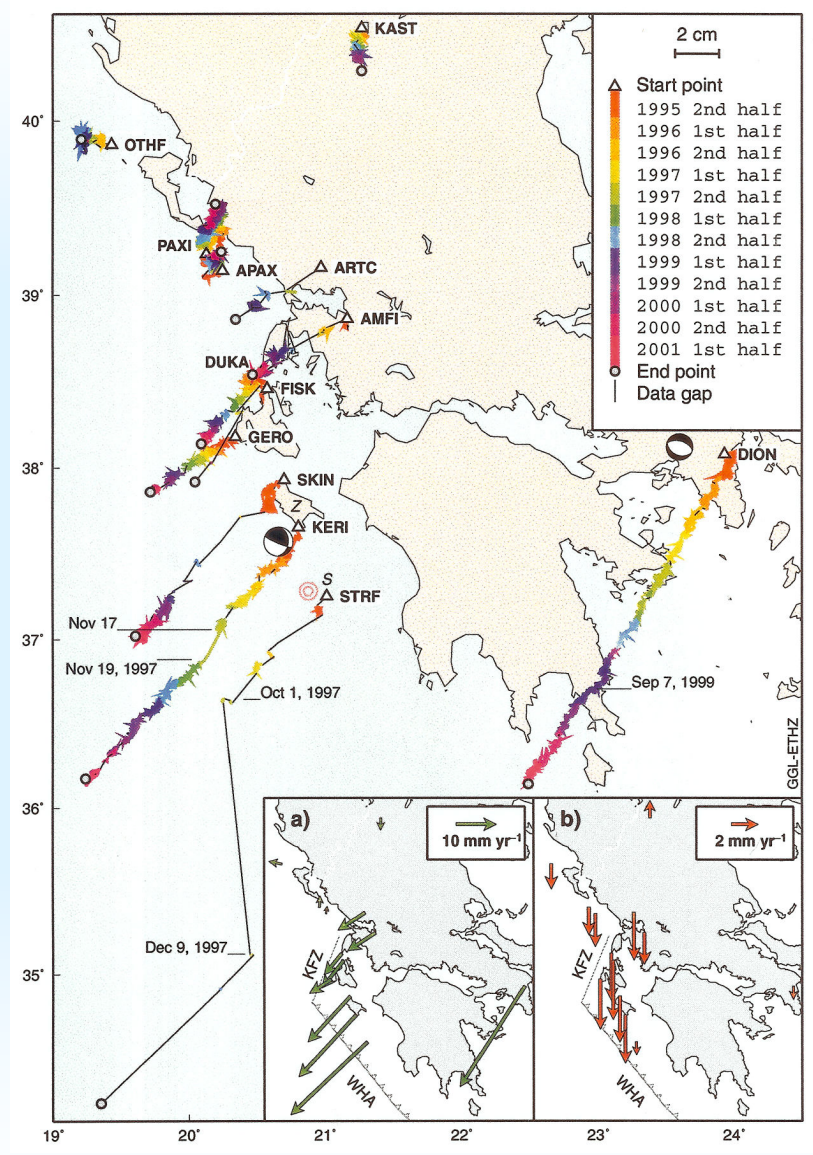 KAST
2 cm
Start point
1995 2nd half
1996 1st half
1996 2nd half
1997 1st half
1997 2nd half
1998 1st half
1998 2nd half
1999 1st half
1999 2nd half
2000 1st half
2000 2nd half
2001 1st half
End point
Data gap
40°
OTHF
PAXI
APAX
ARTC
39°
AMFI
DUKA
FISK
GERO
38°
DION
SKIN
Z
KERI
S
STRF
Nov 17
37°
Nov 19, 1997
Oct 1, 1997
Sep 7, 1999
GGL-ETHZ
36°
a)
10 mm yr⁻¹
b)
2 mm yr⁻¹
Dec 9, 1997
KFZ
KFZ
35°
WHA
WHA
19°
20°
21°
22°
23°
24°